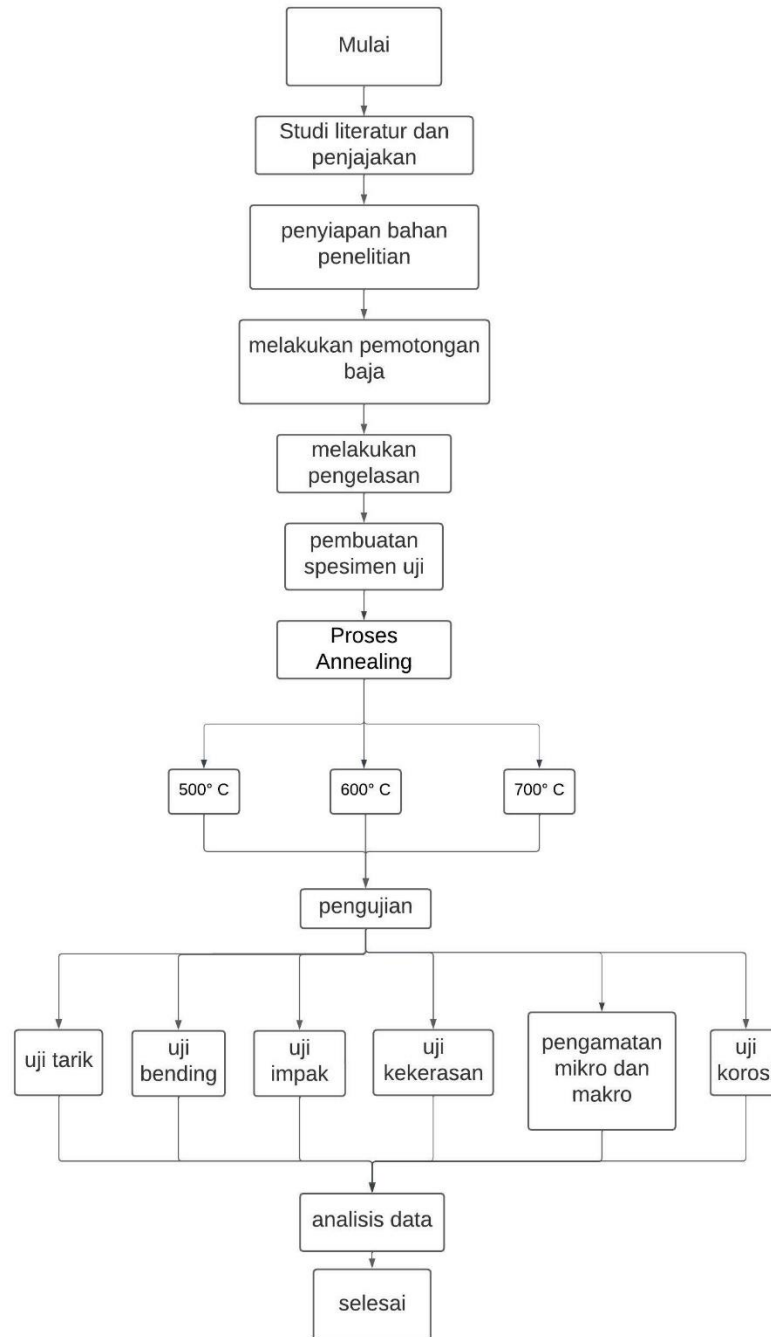 Mulai
Studi literatur dan
penjajakan
penyiapan bahan
penelitian
melakukan pemotongan
baja
melakukan
pengelasan
pembuatan
spesimen uji
Proses
Annealing
500° C
600° C
700° C
pengujian
uji tarik
uji
bending
uji
impak
uji
kekerasan
pengamatan
mikro dan
makro
uji
koros
analisis data
selesai